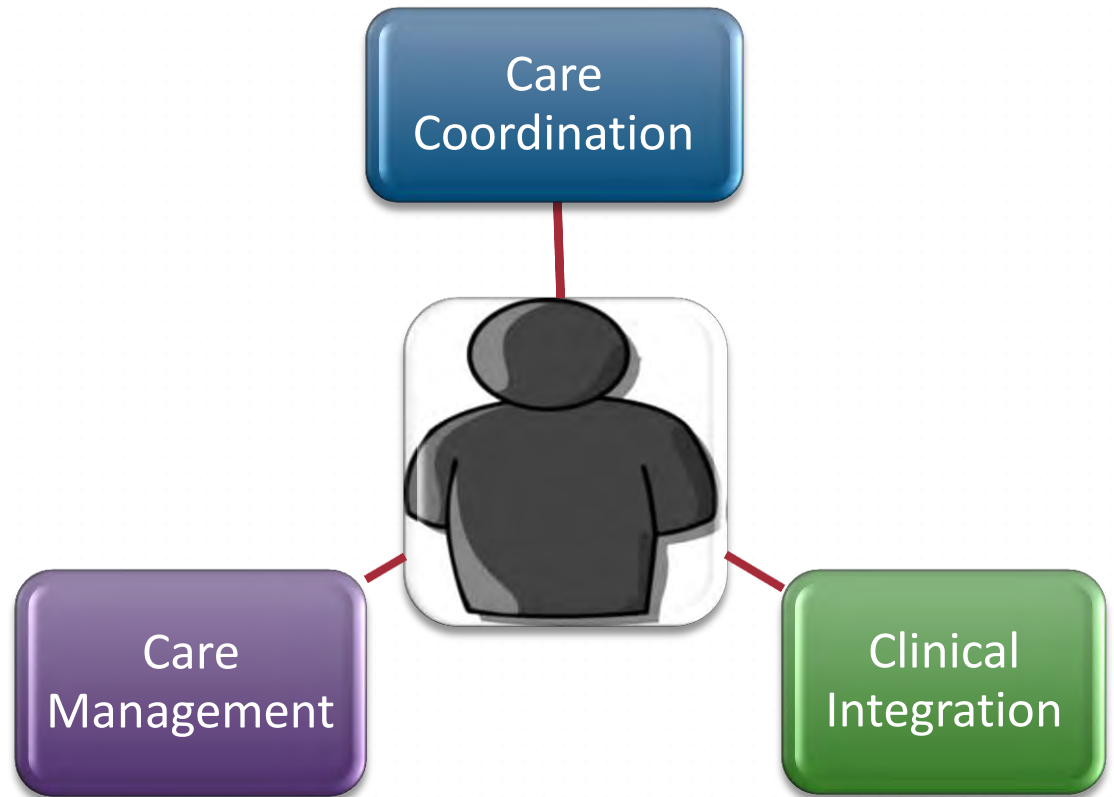 Care
Coordination
Care
Management
Clinical
Integration